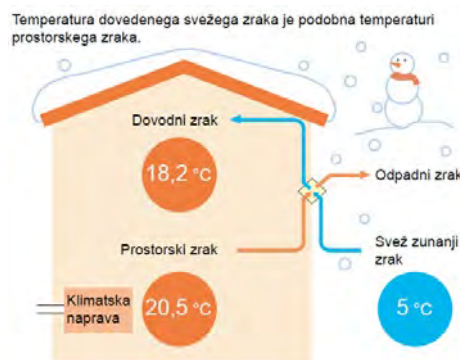 Temperatura dovedenega svežega zraka je podobna temperaturi
prostorskega zraka.
Dovodni zrak
18,2 °C
Odpadni zrak
Prostorski zrak
Svež zunanji
zrak
Klimatska
naprava
20,5 °C
5 °C